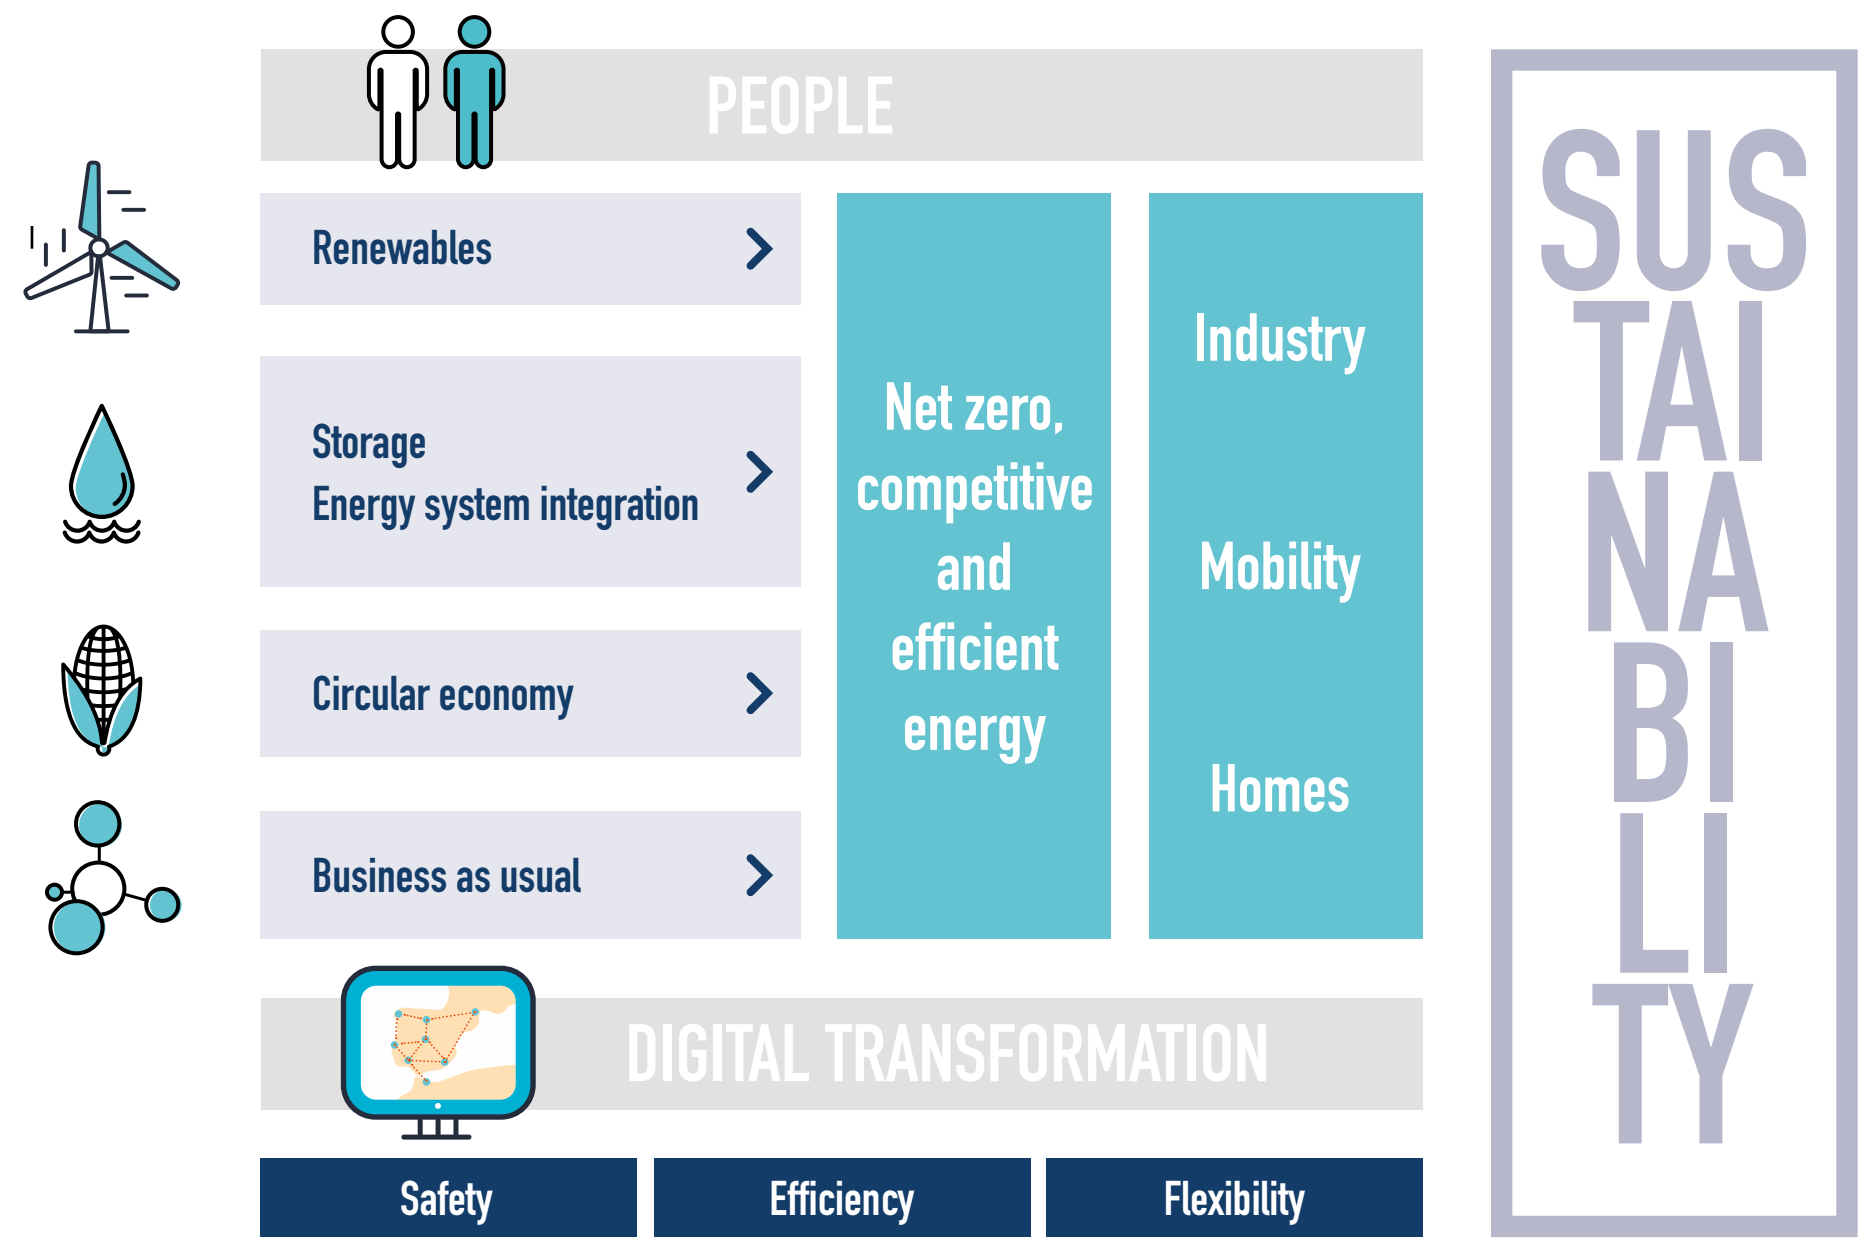 PEOPLE
Renewables
Storage
Energy system integration
Circular economy
Business as usual
Net zero,
competitive
and
efficient
energy
Industry
Mobility
Homes
DIGITAL TRANSFORMATION
Safety
Efficiency
Flexibility
SUS
TAI
NA
BI
LI
TY